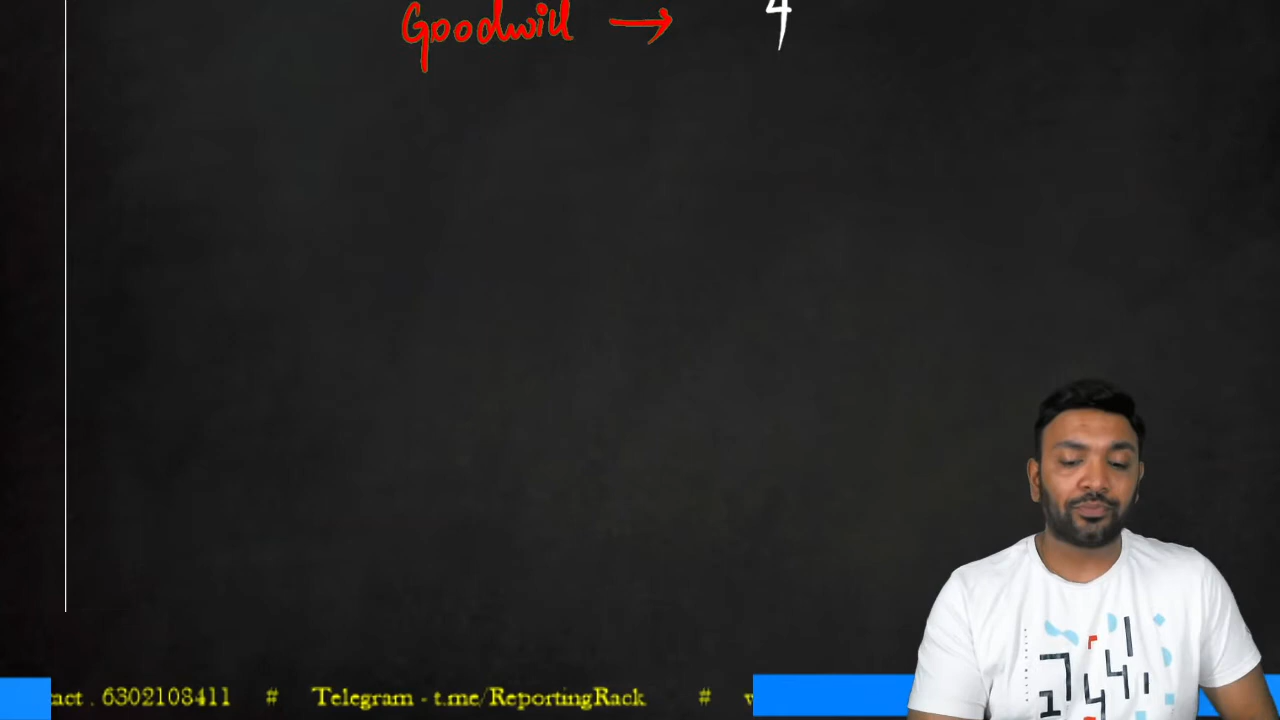 Goodwill → 4
act . 6302108411 # Telegram - t.me/ReportingRack # w